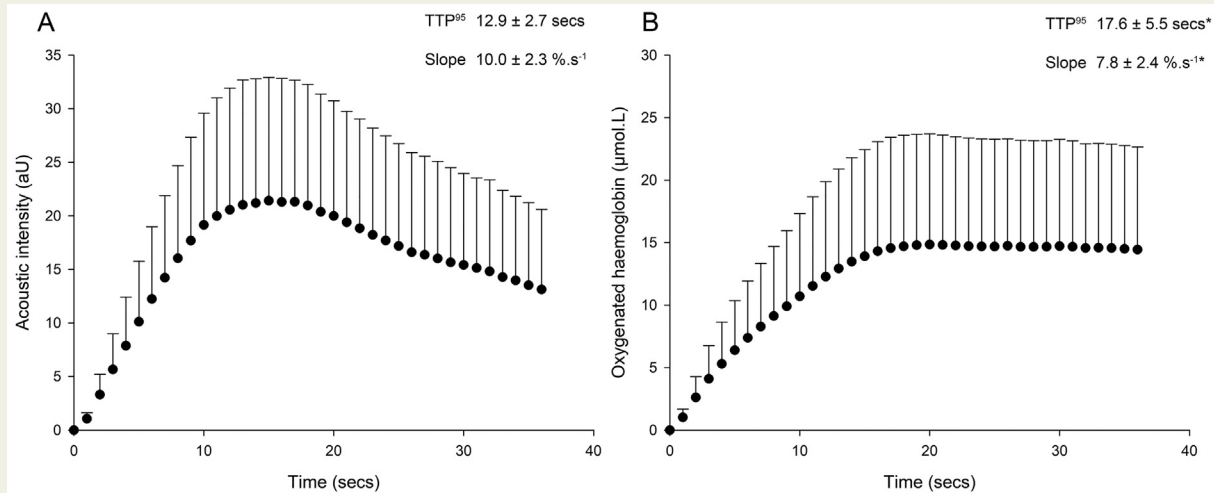 A
TTP⁹⁵ 12.9 ± 2.7 secs
Slope 10.0 ± 2.3 %.s⁻¹
Acoustic intensity (aU)
35
30
25
20
15
10
5
0
0 10 20 30 40
Time (secs)
B
TTP⁹⁵ 17.6 ± 5.5 secs*
Slope 7.8 ± 2.4 %.s⁻¹*
Oxygenated haemoglobin (µmol.L)
30
25
20
15
10
5
0
0 10 20 30 40
Time (secs)